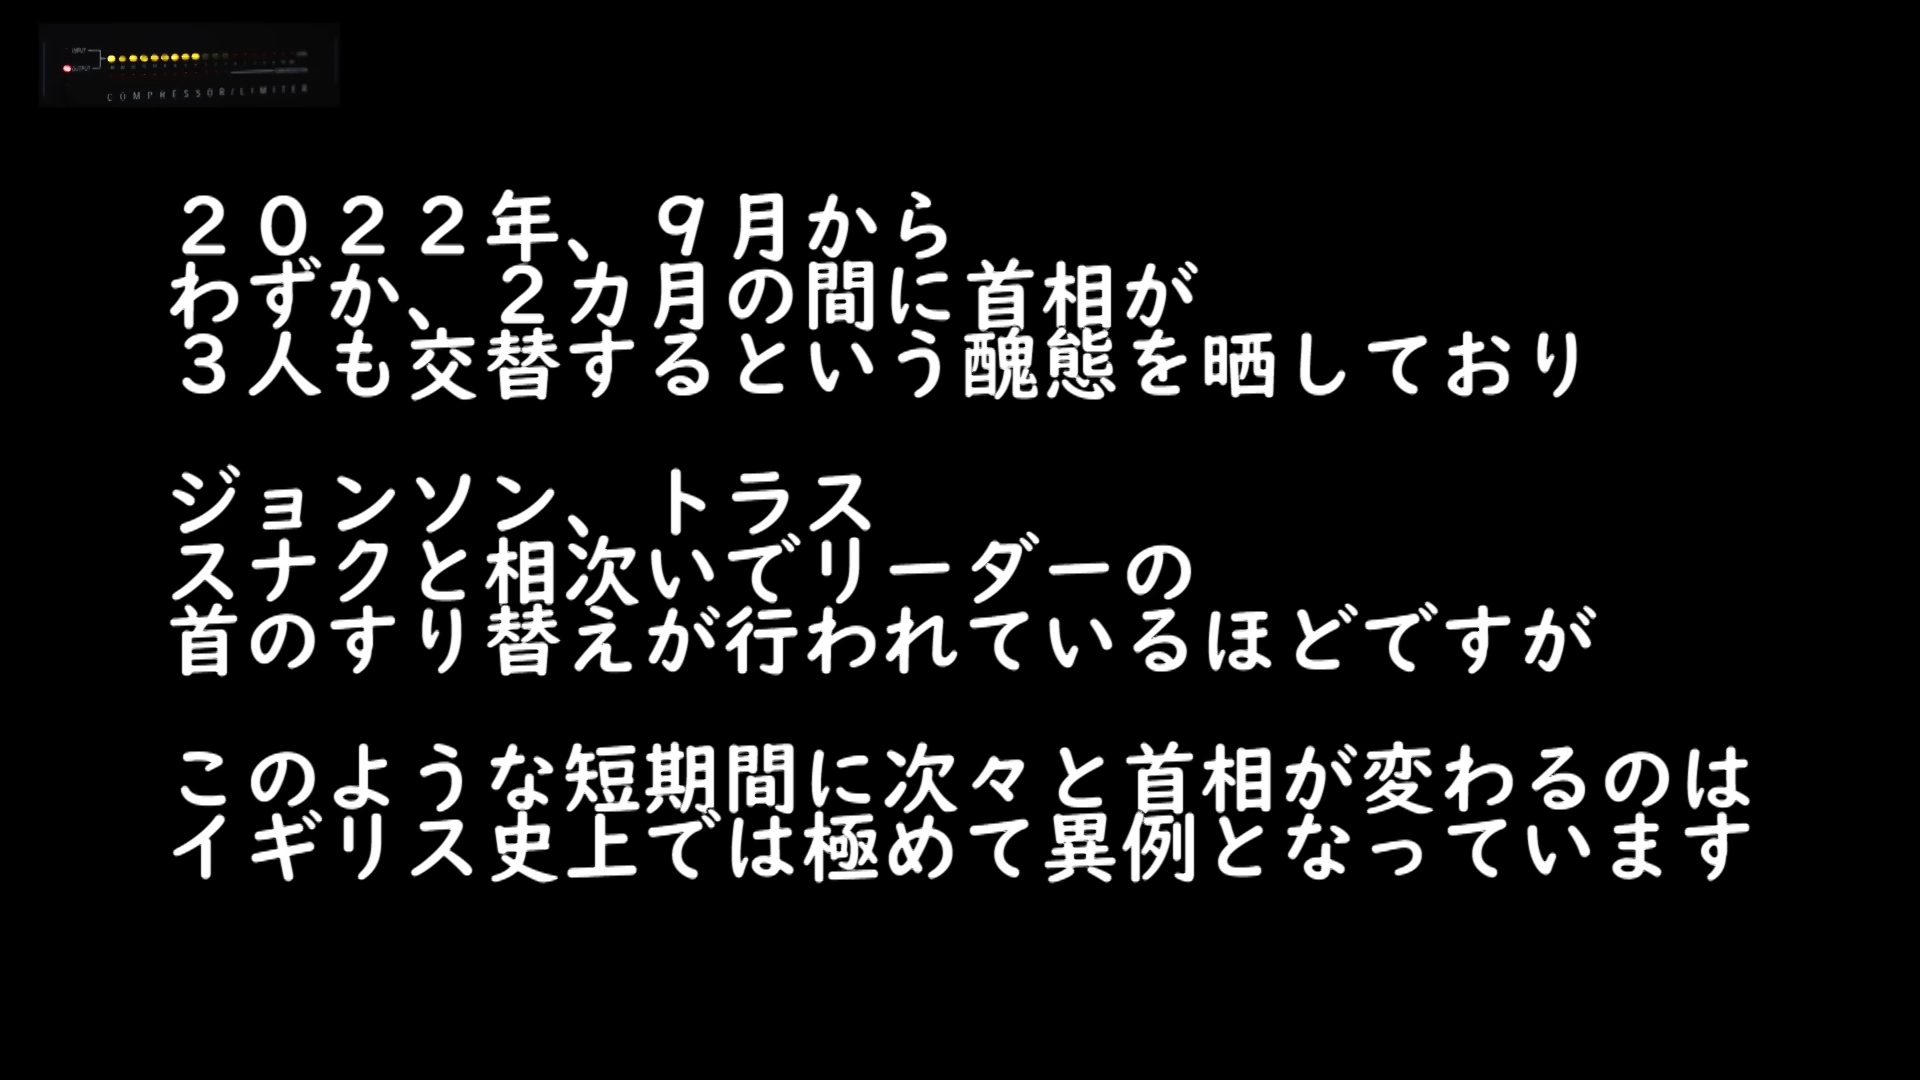 INPUT
OUTPUT
COMPRESSOR/LIMITER
２０２２年、９月から
わずか、２カ月の間に首相が
３人も交替するという醜態を晒しており
ジョンソン、トラス
スナクと相次いでリーダーの
首のすり替えが行われているほどですが
このような短期間に次々と首相が変わるのは
イギリス史上では極めて異例となっています